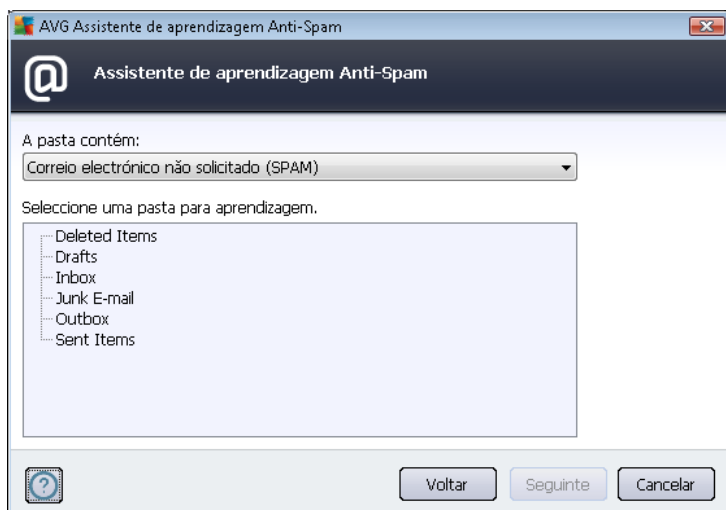 AVG Assistente de aprendizagem Anti-Spam
Assistente de aprendizagem Anti-Spam
A pasta contém:
Correio electrónico não solicitado (SPAM)
Seleccione uma pasta para aprendizagem.
Deleted Items
Drafts
Inbox
Junk E-mail
Outbox
Sent Items
Voltar
Seguinte
Cancelar